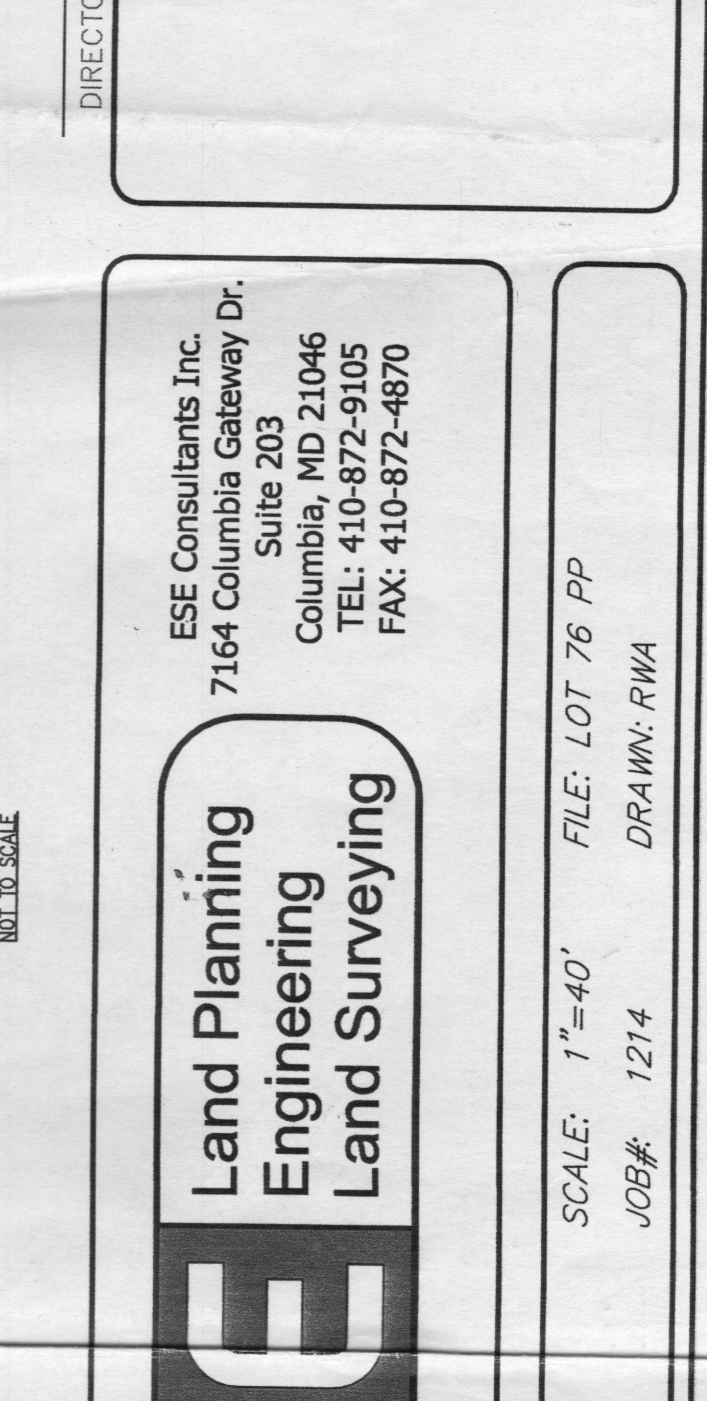 NOT TO SCALE
Land Planning
Engineering
Land Surveying
ESE Consultants Inc.
7164 Columbia Gateway Dr.
Suite 203
Columbia, MD 21046
TEL: 410-872-9105
FAX: 410-872-4870
SCALE: 1"=40' FILE: LOT 76 PP
JOB#: 1214 DRAWN: RWA